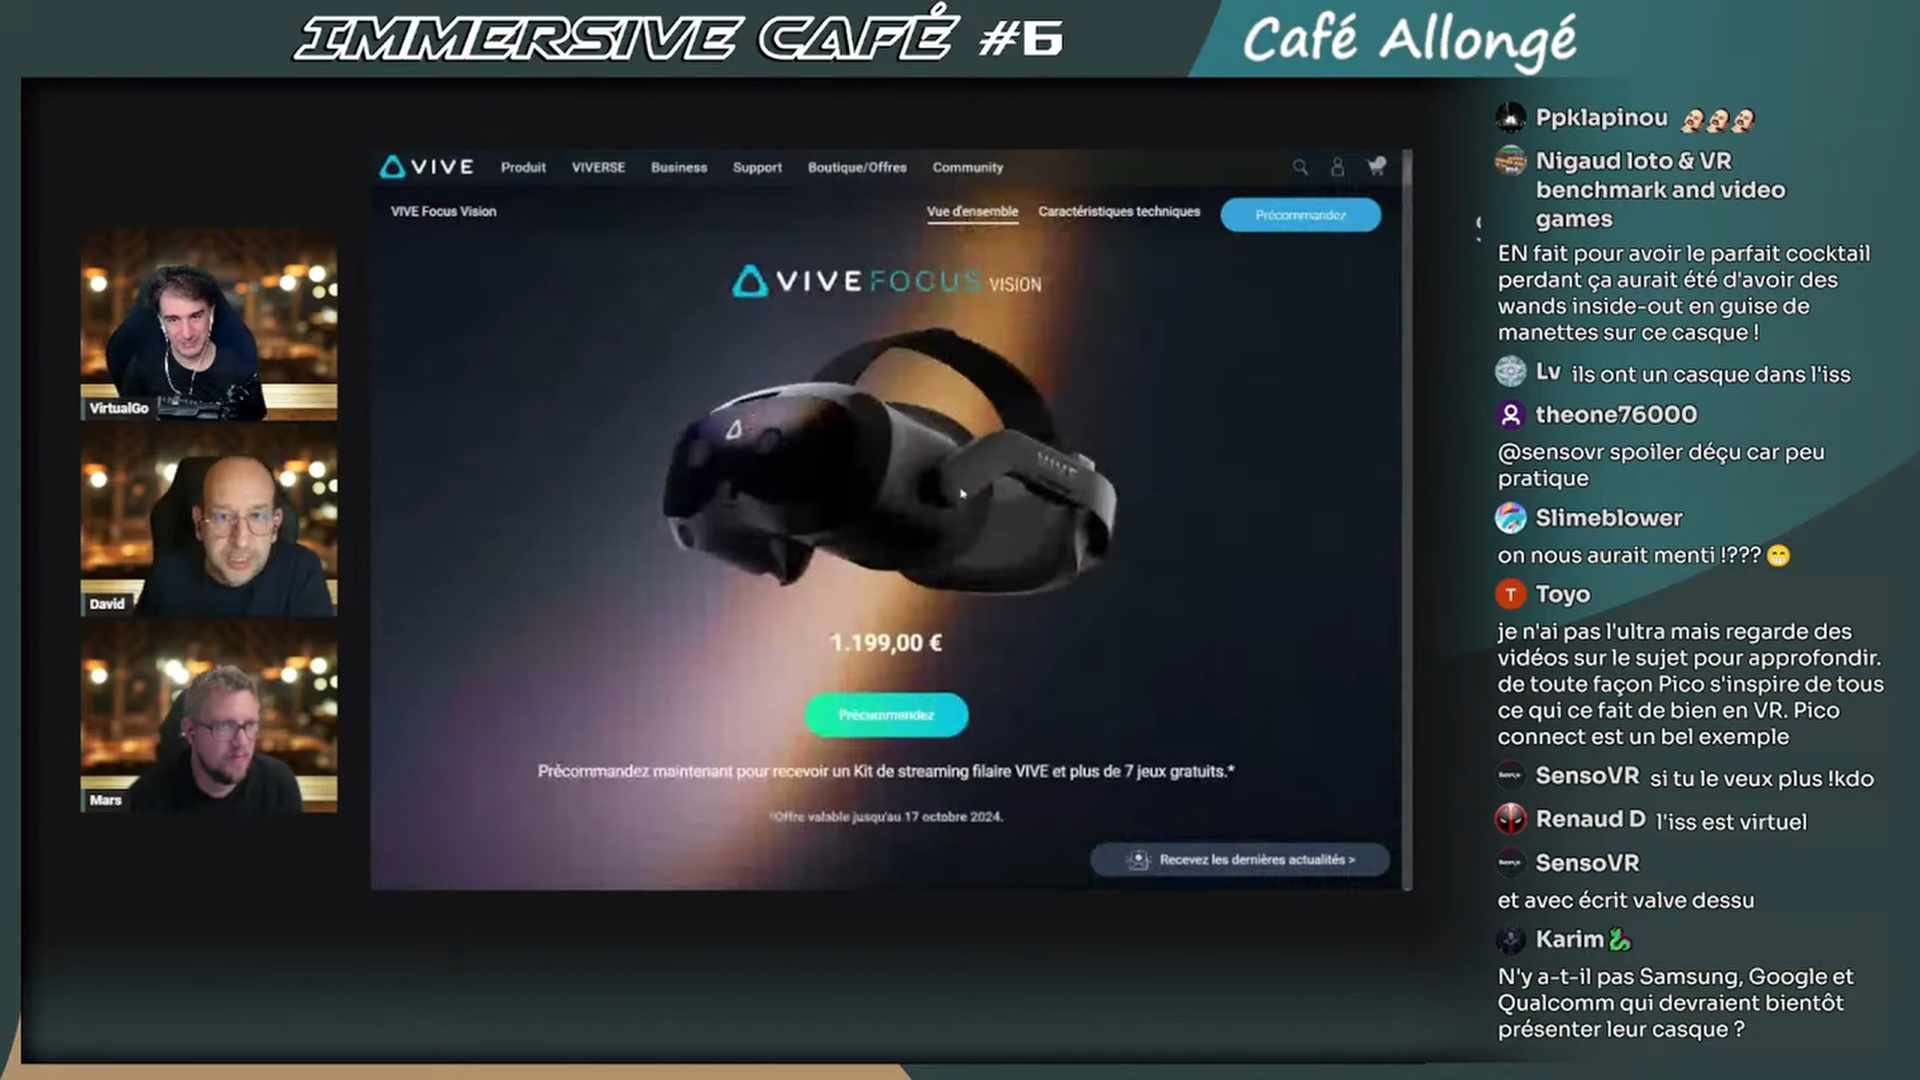 IMMERSIVE CAFÉ #6
Café Allongé
VIVE
Produit
VIVERSE
Business
Support
Boutique/Offres
Community
VIVE Focus Vision
Vue d'ensemble
Caractéristiques techniques
Précommandez
VIVE FOCUS VISION
VIVE
1.199,00 €
Précommandez
Précommandez maintenant pour recevoir un Kit de streaming filaire VIVE et plus de 7 jeux gratuits.*
*Offre valable jusqu'au 17 octobre 2024.
Recevez les dernières actualités >
VirtualGo
David
Mars
Ppklapinou
Nigaud loto & VR
benchmark and video
games
EN fait pour avoir le parfait cocktail
perdant ça aurait été d'avoir des
wands inside-out en guise de
manettes sur ce casque !
Lv ils ont un casque dans l'iss
theone76000
@sensovr spoiler déçu car peu
pratique
Slimeblower
on nous aurait menti !??? 😁
T Toyo
je n'ai pas l'ultra mais regarde des
vidéos sur le sujet pour approfondir.
de toute façon Pico s'inspire de tous
ce qui ce fait de bien en VR. Pico
connect est un bel exemple
SensoVR si tu le veux plus !kdo
Renaud D l'iss est virtuel
SensoVR
et avec écrit valve dessu
Karim🐉
N'y a-t-il pas Samsung, Google et
Qualcomm qui devraient bientôt
présenter leur casque ?